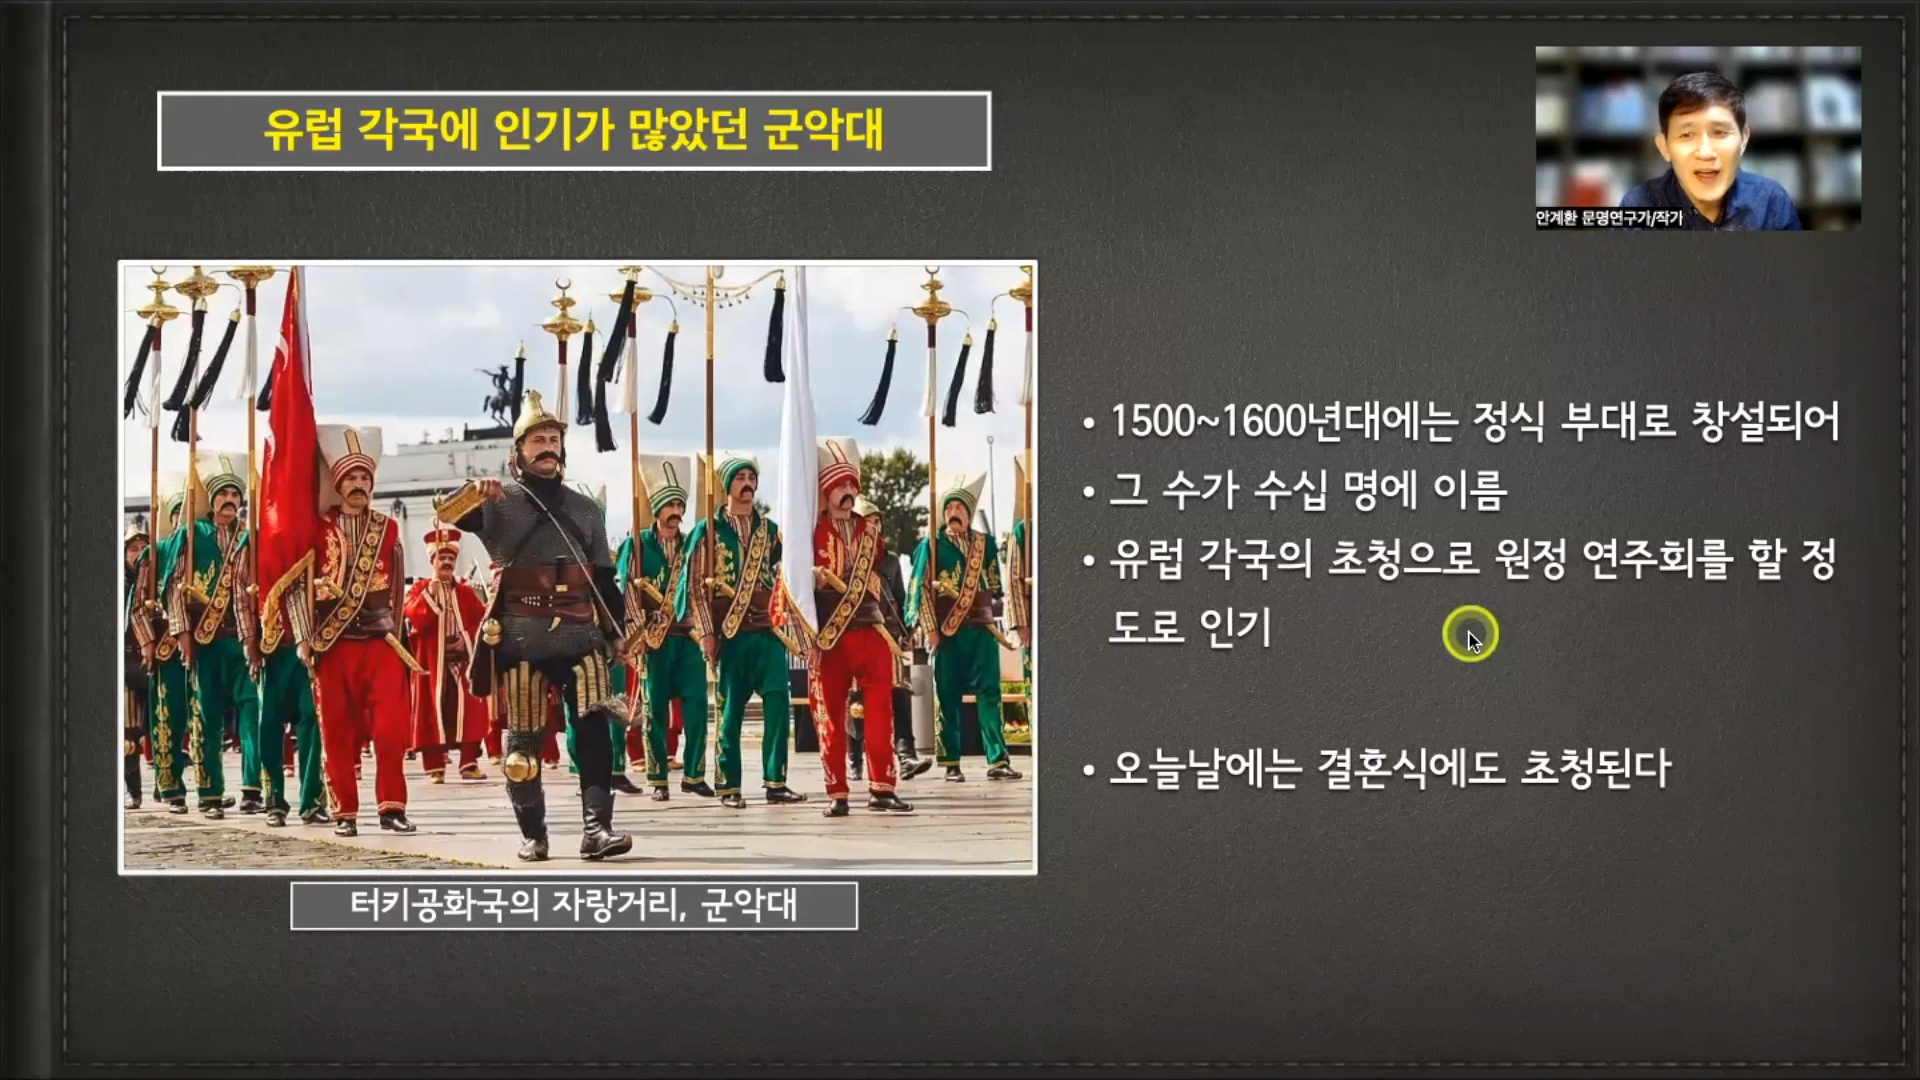 유럽 각국에 인기가 많았던 군악대
안계환 문명연구가/작가
• 1500~1600년대에는 정식 부대로 창설되어
• 그 수가 수십 명에 이름
• 유럽 각국의 초청으로 원정 연주회를 할 정
도로 인기
• 오늘날에는 결혼식에도 초청된다
터키공화국의 자랑거리, 군악대